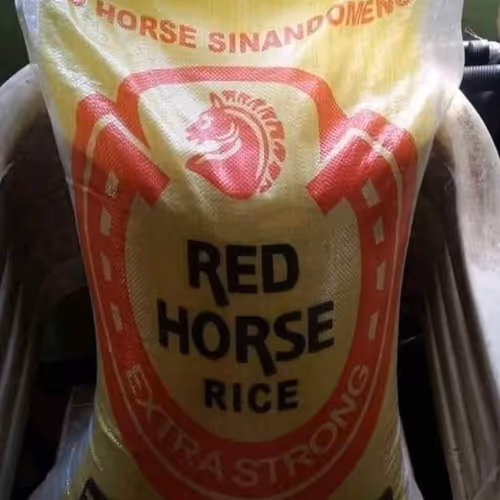 HORSE SINANDOMENG
RED
HORSE
RICE
EXTRA STRONG